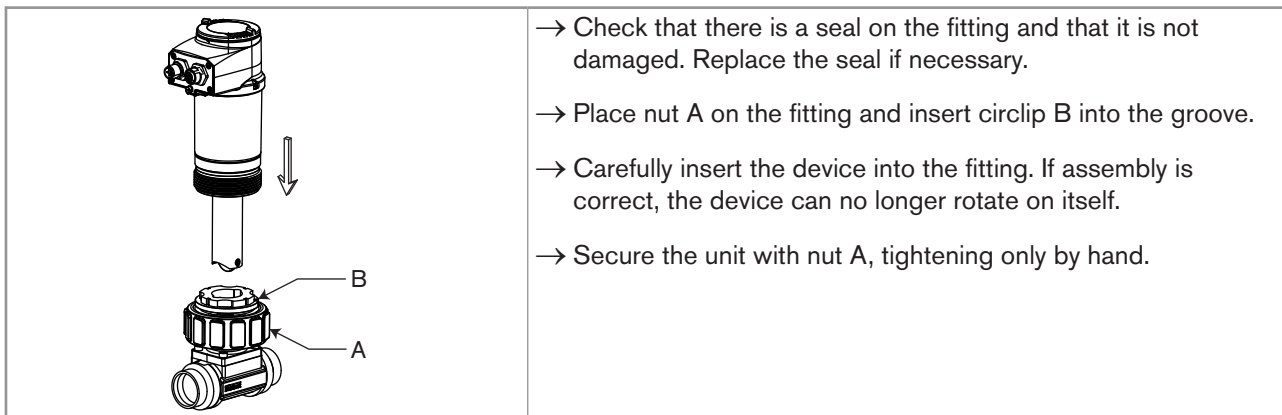 → Check that there is a seal on the fitting and that it is not
damaged. Replace the seal if necessary.
→ Place nut A on the fitting and insert circlip B into the groove.
→ Carefully insert the device into the fitting. If assembly is
correct, the device can no longer rotate on itself.
→ Secure the unit with nut A, tightening only by hand.
B
A